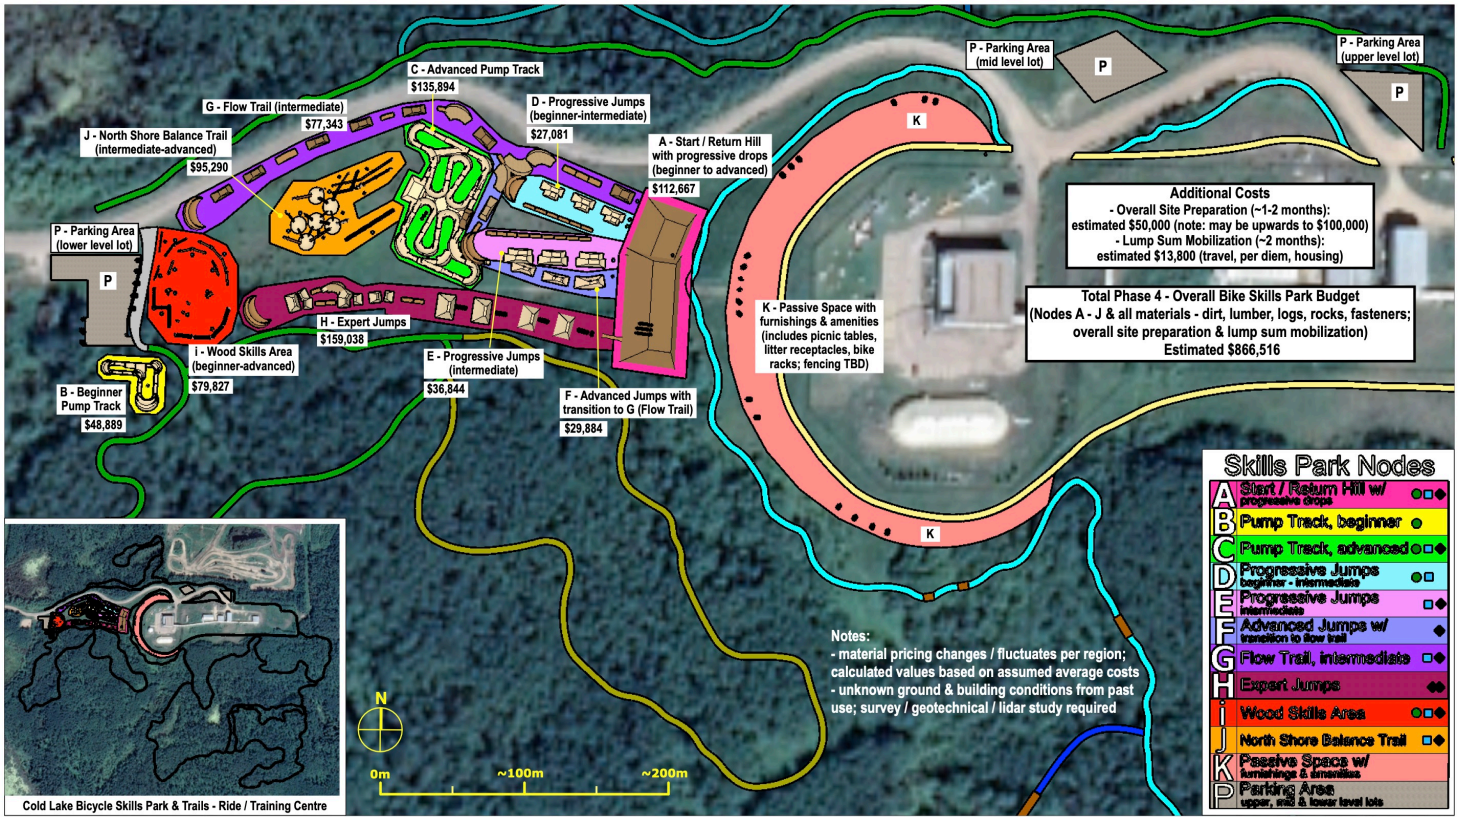 C - Advanced Pump Track
$135,894
G - Flow Trail (intermediate)
$77,343
D - Progressive Jumps
(beginner-intermediate)
$27,081
J - North Shore Balance Trail
(intermediate-advanced)
$95,290
A - Start / Return Hill
with progressive drops
(beginner to advanced)
$112,667
P - Parking Area
(mid level lot)
P
P - Parking Area
(upper level lot)
P
K
P - Parking Area
(lower level lot)
P
Additional Costs
- Overall Site Preparation (~1-2 months):
estimated $50,000 (note: may be upwards to $100,000)
- Lump Sum Mobilization (~2 months):
estimated $13,800 (travel, per diem, housing)
Total Phase 4 - Overall Bike Skills Park Budget
(Nodes A - J & all materials - dirt, lumber, logs, rocks, fasteners;
overall site preparation & lump sum mobilization)
Estimated $866,516
K - Passive Space with
furnishings & amenities
(includes picnic tables,
litter receptacles, bike
racks; fencing TBD)
H - Expert Jumps
$159,038
i - Wood Skills Area
(beginner-advanced)
$79,827
E - Progressive Jumps
(intermediate)
$36,844
B - Beginner
Pump Track
$48,889
F - Advanced Jumps with
transition to G (Flow Trail)
$29,884
K
Skills Park Nodes
A Start / Return Hill w/
progressive drops
B Pump Track, beginner
C Pump Track, advanced
D Progressive Jumps
beginner - intermediate
E Progressive Jumps
intermediate
F Advanced Jumps w/
transition to flow trail
G Flow Trail, intermediate
H Expert Jumps
i Wood Skills Area
J North Shore Balance Trail
K Passive Space w/
furnishings & amenities
P Parking Area
upper, mid & lower level lots
Notes:
- material pricing changes / fluctuates per region;
calculated values based on assumed average costs
- unknown ground & building conditions from past
use; survey / geotechnical / lidar study required
N
0m ~100m ~200m
Cold Lake Bicycle Skills Park & Trails - Ride / Training Centre